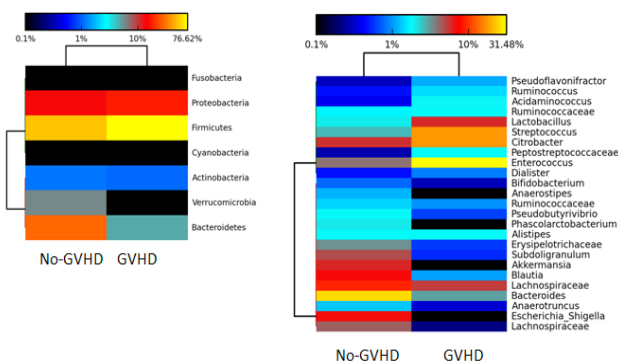 0.1% 1% 10% 76.62%
Fusobacteria
Proteobacteria
Firmicutes
Cyanobacteria
Actinobacteria
Verrucomicrobia
Bacteroidetes
No-GVHD GVHD
0.1% 1% 10% 31.48%
Pseudoflavonifractor
Ruminococcus
Acidaminococcus
Ruminococcaceae
Lactobacillus
Streptococcus
Citrobacter
Peptostreptococcaceae
Enterococcus
Dialister
Bifidobacterium
Anaerostipes
Ruminococcaceae
Pseudobutyrivibrio
Phascolarctobacterium
Alistipes
Erysipelotrichaceae
Subdoligranulum
Akkermansia
Blautia
Lachnospiraceae
Bacteroides
Anaerotruncus
Escherichia_Shigella
Lachnospiraceae
No-GVHD GVHD